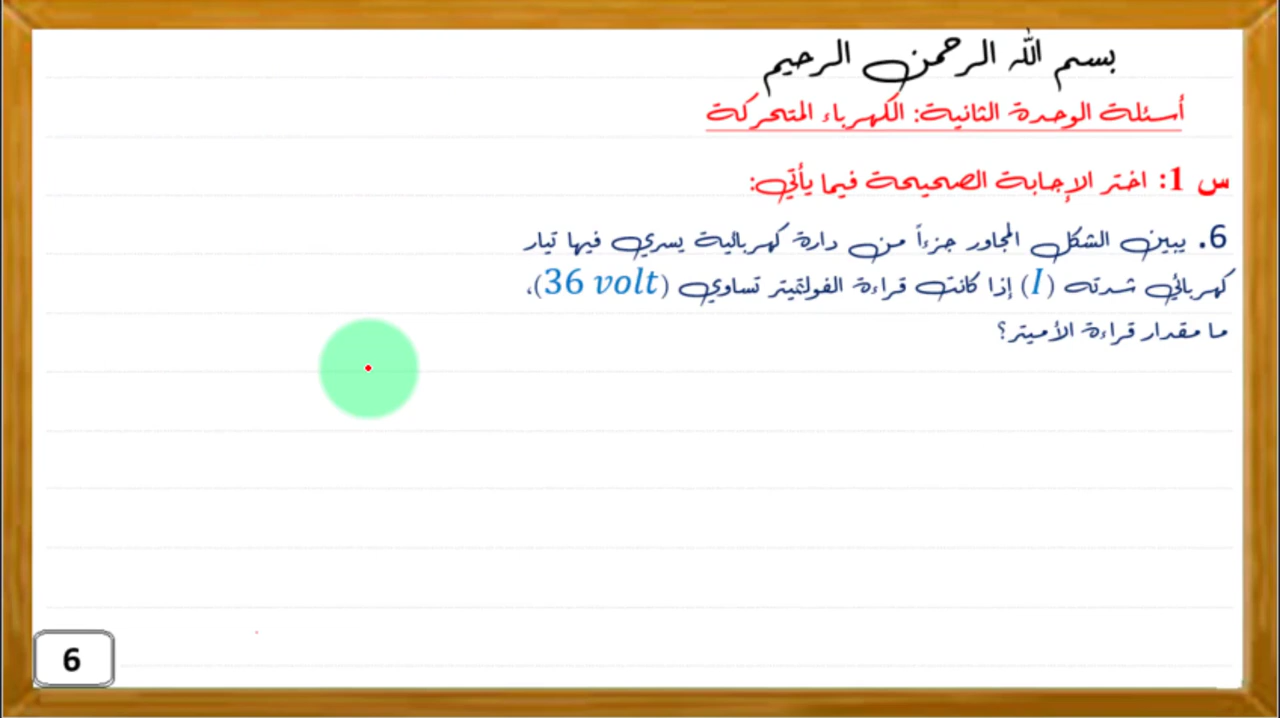 بسم الله الرحمن الرحيم
أسئلة الوحدة الثانية: الكهرباء المتحركة
س 1: اختر الإجابة الصحيحة فيما يأتي:
6. يبين الشكل المجاور جزءاً من دارة كهربائية يسري فيها تيار
كهربائي شدته (I) إذا كانت قراءة الفولتميتر تساوي (36 volt)،
ما مقدار قراءة الأميتر؟
6